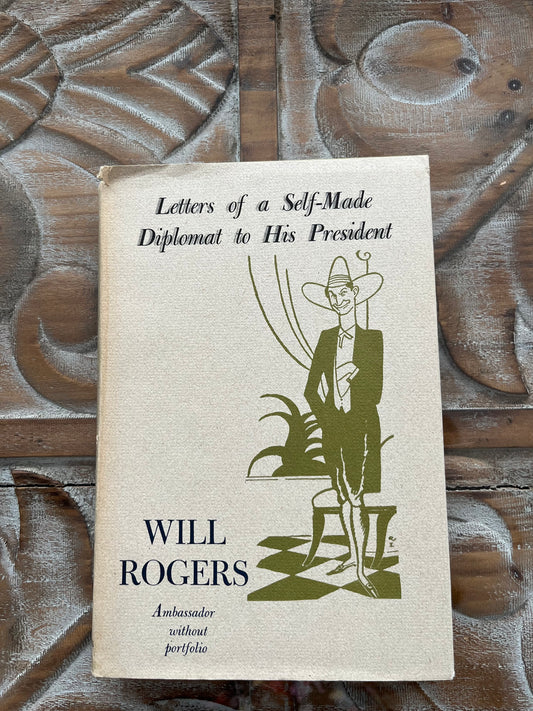 Letters of a Self-Made
Diplomat to His President
WILL
ROGERS
Ambassador
without
portfolio